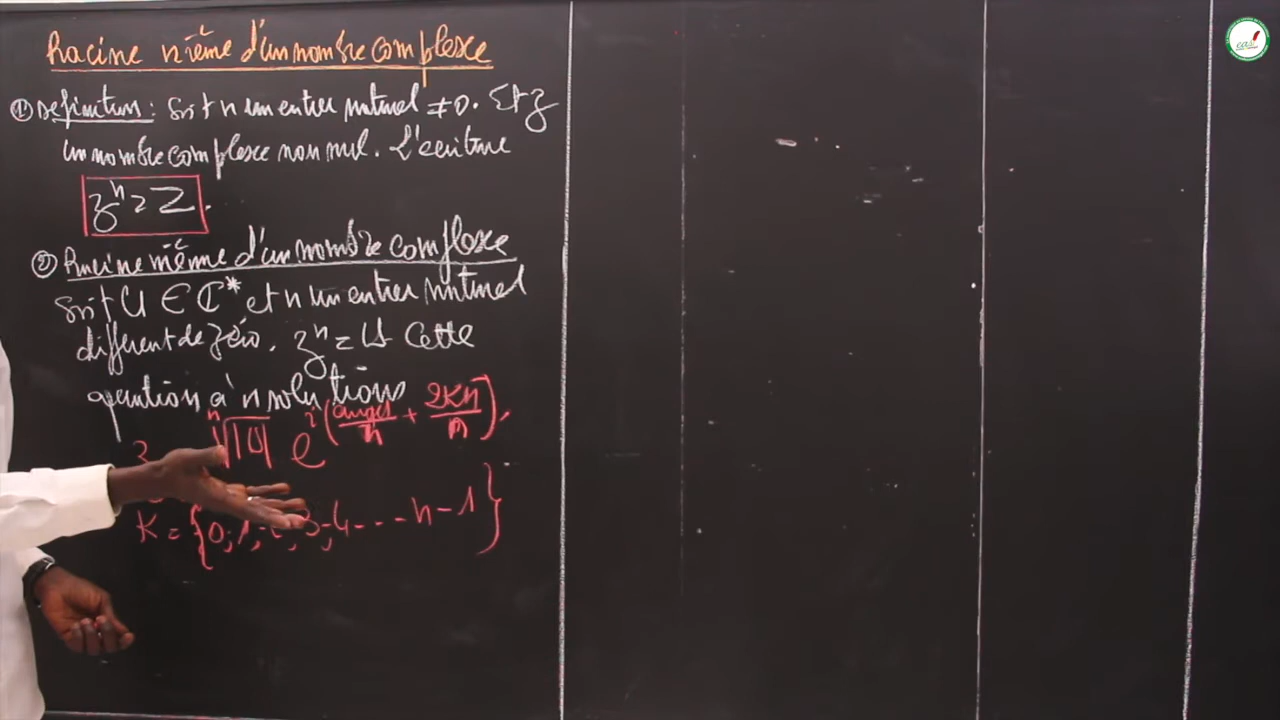 Racine nième d'un nombre complexe
① Définition : Soit n un entier naturel ≠ 0. Et z
un nombre complexe non nul. L'écriture
zⁿ = Z.
② Racine nième d'un nombre complexe
Soit U ∈ ℂ* et n un entier naturel
différent de zéro. zⁿ = U Cette
équation à n solutions
ⁿ√|U| e^{i(argU/n + 2Kπ/n)},
K = {0; 1; 3; 4 - - - n - 1}